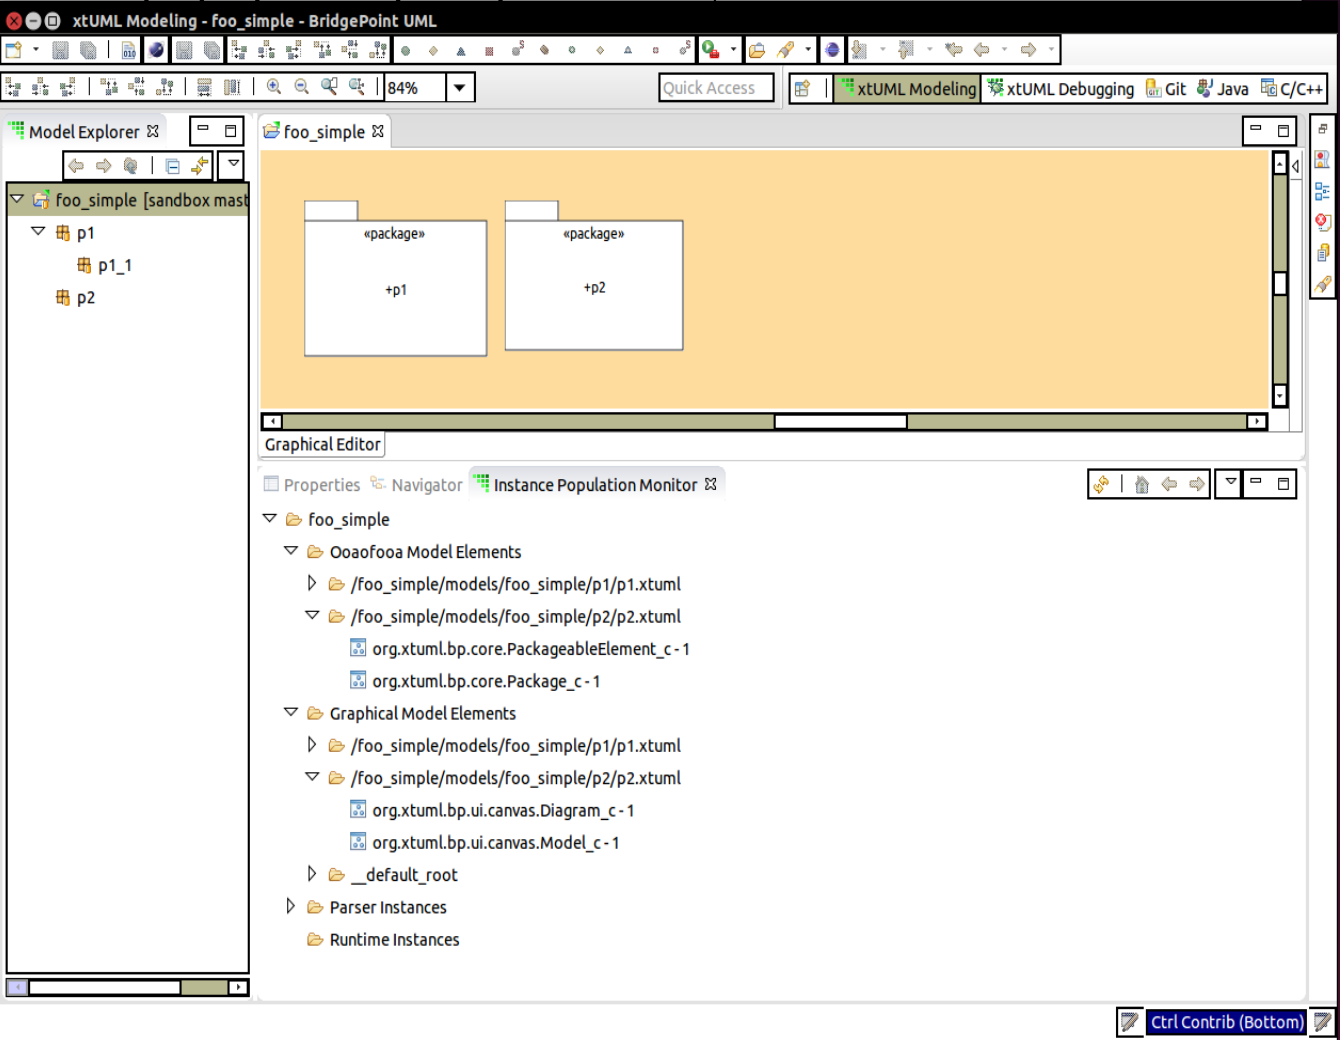 xtUML Modeling - foo_simple - BridgePoint UML
84%
Quick Access
xtUML Modeling
xtUML Debugging
Git
Java
C/C++
Model Explorer
foo_simple
foo_simple [sandbox mast
p1
p1_1
p2
«package»
+p1
«package»
+p2
Graphical Editor
Properties
Navigator
Instance Population Monitor
foo_simple
Ooaofooa Model Elements
/foo_simple/models/foo_simple/p1/p1.xtuml
/foo_simple/models/foo_simple/p2/p2.xtuml
org.xtuml.bp.core.PackageableElement_c - 1
org.xtuml.bp.core.Package_c - 1
Graphical Model Elements
/foo_simple/models/foo_simple/p1/p1.xtuml
/foo_simple/models/foo_simple/p2/p2.xtuml
org.xtuml.bp.ui.canvas.Diagram_c - 1
org.xtuml.bp.ui.canvas.Model_c - 1
__default_root
Parser Instances
Runtime Instances
Ctrl Contrib (Bottom)